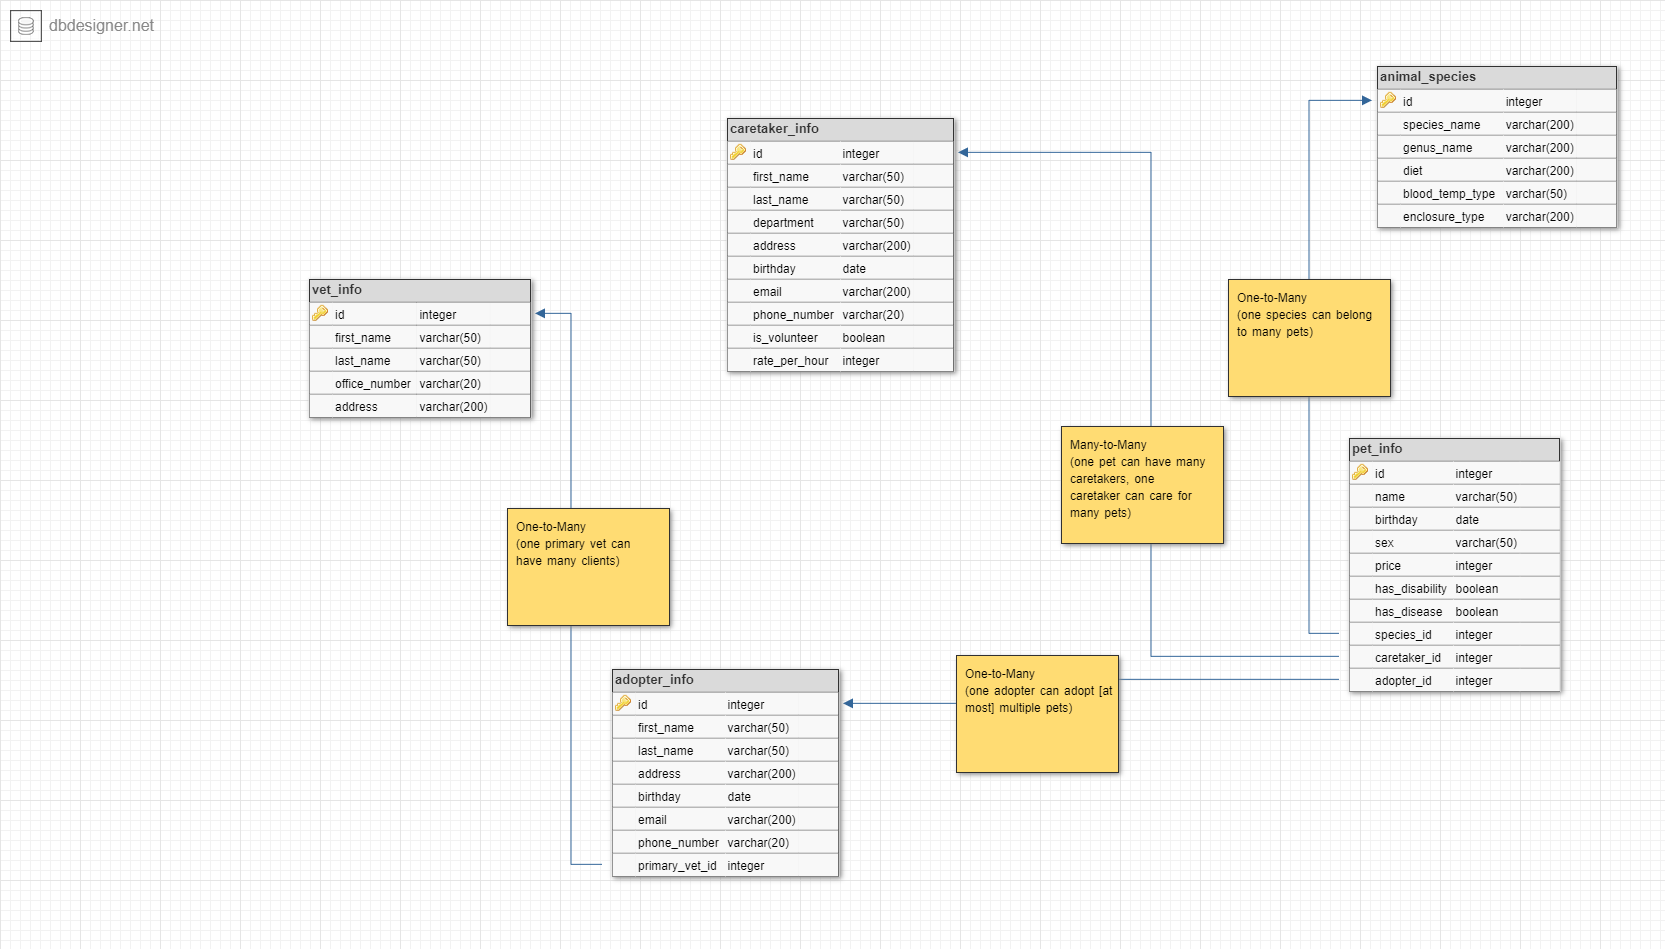 dbdesigner.net
animal_species
id integer
species_name varchar(200)
genus_name varchar(200)
diet varchar(200)
blood_temp_type varchar(50)
enclosure_type varchar(200)
caretaker_info
id integer
first_name varchar(50)
last_name varchar(50)
department varchar(50)
address varchar(200)
birthday date
email varchar(200)
phone_number varchar(20)
is_volunteer boolean
rate_per_hour integer
vet_info
id integer
first_name varchar(50)
last_name varchar(50)
office_number varchar(20)
address varchar(200)
One-to-Many
(one species can belong
to many pets)
Many-to-Many
(one pet can have many
caretakers, one
caretaker can care for
many pets)
pet_info
id integer
name varchar(50)
birthday date
sex varchar(50)
price integer
has_disability boolean
has_disease boolean
species_id integer
caretaker_id integer
adopter_id integer
One-to-Many
(one primary vet can
have many clients)
One-to-Many
(one adopter can adopt [at
most] multiple pets)
adopter_info
id integer
first_name varchar(50)
last_name varchar(50)
address varchar(200)
birthday date
email varchar(200)
phone_number varchar(20)
primary_vet_id integer